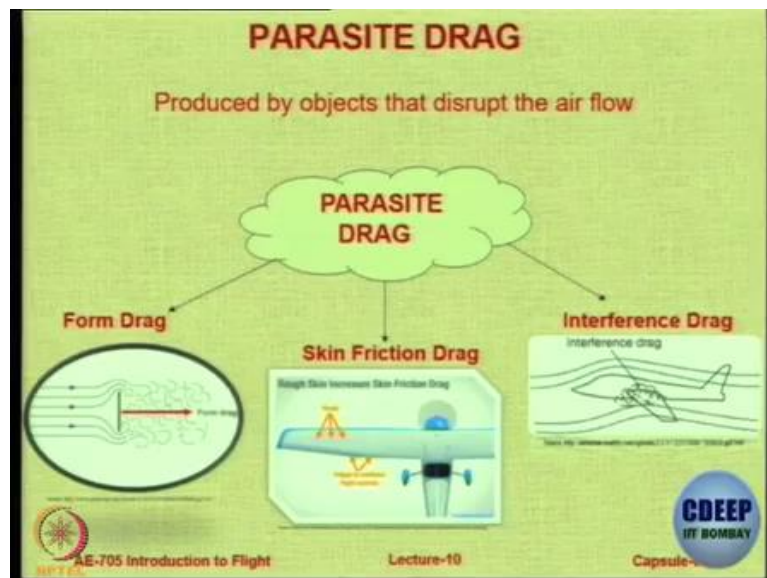 PARASITE DRAG
Produced by objects that disrupt the air flow
PARASITE
DRAG
Form Drag
Skin Friction Drag
Interference Drag
Form drag
Rough Skin Increases Skin Friction Drag
Interference drag
NPTEL
AE-705 Introduction to Flight
Lecture-10
Capsule-
CDEEP
IIT BOMBAY